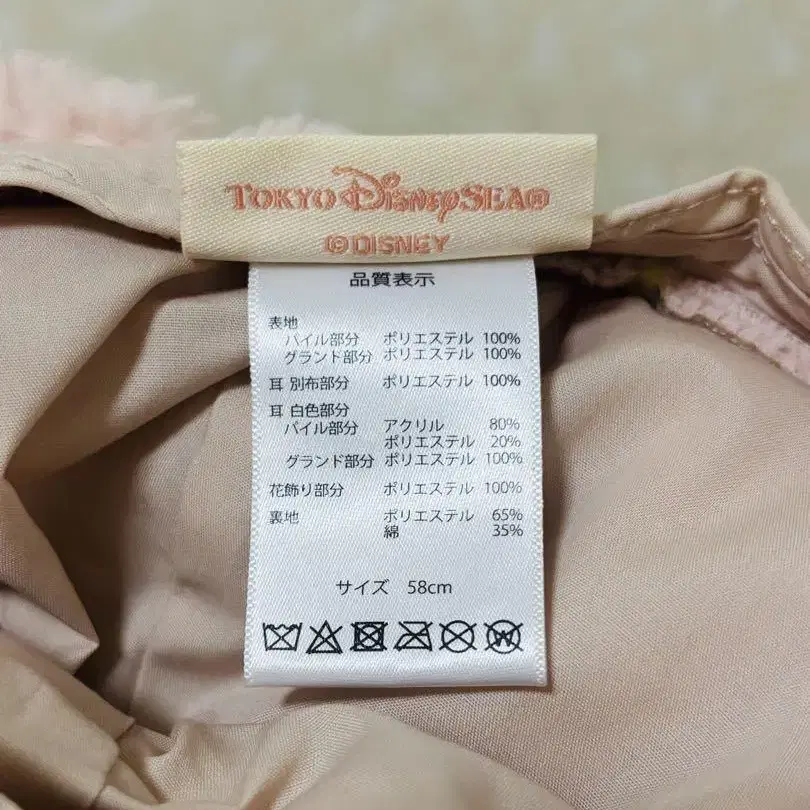 TOKYO DISNEYSEA®
©DISNEY
品質表示
表地
パイル部分 ポリエステル 100%
グランド部分 ポリエステル 100%
耳 別布部分 ポリエステル 100%
耳 白色部分
パイル部分 アクリル 80%
ポリエステル 20%
グランド部分 ポリエステル 100%
花飾り部分 ポリエステル 100%
裏地 ポリエステル 65%
綿 35%
サイズ 58cm
W